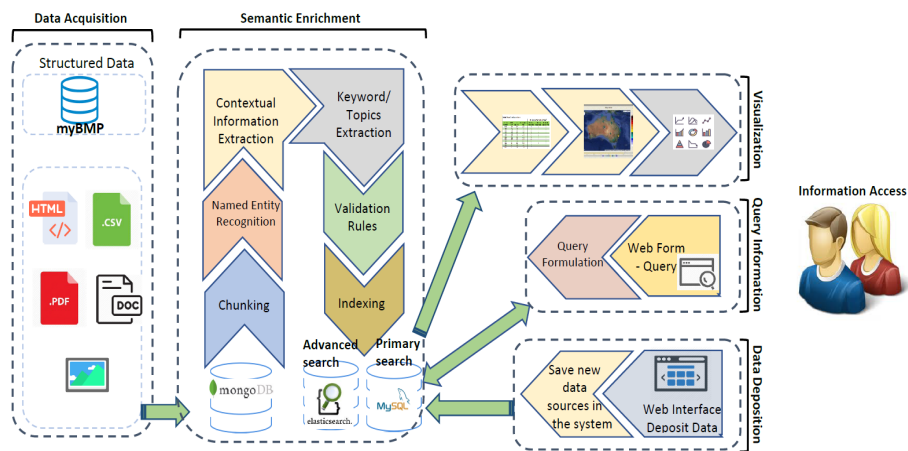 Data Acquisition
Structured Data
myBMP
HTML
.CSV
.PDF
DOC
Semantic Enrichment
Contextual
Information
Extraction
Keyword/
Topics
Extraction
Named Entity
Recognition
Validation
Rules
Chunking
Indexing
mongoDB
Advanced
search
elasticsearch.
Primary
search
MySQL
Visualization
Query
Formulation
Web Form
- Query
Query Information
Save new
data
sources in
the system
Web Interface
Deposit Data
Data Deposition
Information Access